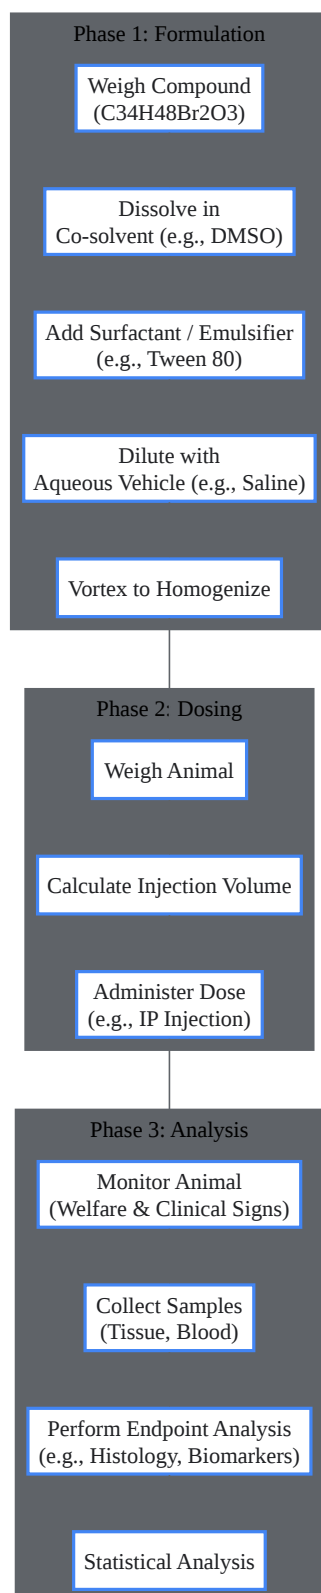 Phase 1: Formulation
Weigh Compound
(C34H48Br2O3)
Dissolve in
Co-solvent (e.g., DMSO)
Add Surfactant / Emulsifier
(e.g., Tween 80)
Dilute with
Aqueous Vehicle (e.g., Saline)
Vortex to Homogenize
Phase 2: Dosing
Weigh Animal
Calculate Injection Volume
Administer Dose
(e.g., IP Injection)
Phase 3: Analysis
Monitor Animal
(Welfare & Clinical Signs)
Collect Samples
(Tissue, Blood)
Perform Endpoint Analysis
(e.g., Histology, Biomarkers)
Statistical Analysis